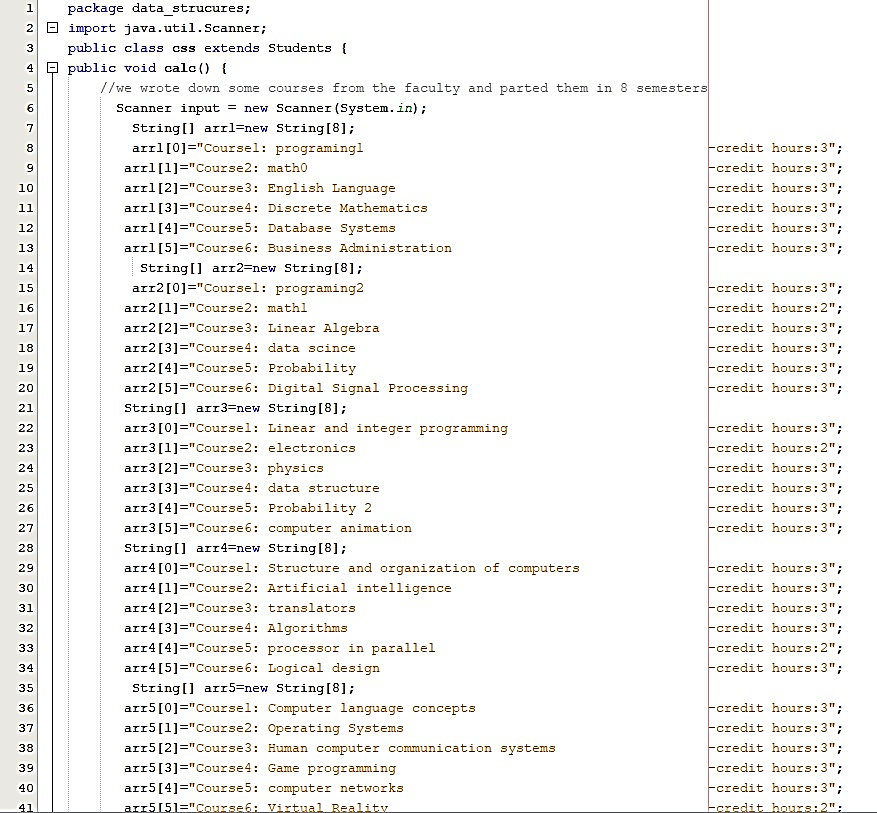 1 package data_strucures;
2 import java.util.Scanner;
3 public class css extends Students {
4 public void calc() {
5 //we wrote down some courses from the faculty and parted them in 8 semesters
6 Scanner input = new Scanner(System.in);
7 String[] arr1=new String[8];
8 arr1[0]="Course1: programing1 -credit hours:3";
9 arr1[1]="Course2: math0 -credit hours:3";
10 arr1[2]="Course3: English Language -credit hours:3";
11 arr1[3]="Course4: Discrete Mathematics -credit hours:3";
12 arr1[4]="Course5: Database Systems -credit hours:3";
13 arr1[5]="Course6: Business Administration -credit hours:3";
14 String[] arr2=new String[8];
15 arr2[0]="Course1: programing2 -credit hours:3";
16 arr2[1]="Course2: math1 -credit hours:2";
17 arr2[2]="Course3: Linear Algebra -credit hours:3";
18 arr2[3]="Course4: data scince -credit hours:3";
19 arr2[4]="Course5: Probability -credit hours:3";
20 arr2[5]="Course6: Digital Signal Processing -credit hours:3";
21 String[] arr3=new String[8];
22 arr3[0]="Course1: Linear and integer programming -credit hours:3";
23 arr3[1]="Course2: electronics -credit hours:2";
24 arr3[2]="Course3: physics -credit hours:3";
25 arr3[3]="Course4: data structure -credit hours:3";
26 arr3[4]="Course5: Probability 2 -credit hours:3";
27 arr3[5]="Course6: computer animation -credit hours:3";
28 String[] arr4=new String[8];
29 arr4[0]="Course1: Structure and organization of computers -credit hours:3";
30 arr4[1]="Course2: Artificial intelligence -credit hours:3";
31 arr4[2]="Course3: translators -credit hours:3";
32 arr4[3]="Course4: Algorithms -credit hours:3";
33 arr4[4]="Course5: processor in parallel -credit hours:2";
34 arr4[5]="Course6: Logical design -credit hours:3";
35 String[] arr5=new String[8];
36 arr5[0]="Course1: Computer language concepts -credit hours:3";
37 arr5[1]="Course2: Operating Systems -credit hours:3";
38 arr5[2]="Course3: Human computer communication systems -credit hours:3";
39 arr5[3]="Course4: Game programming -credit hours:3";
40 arr5[4]="Course5: computer networks -credit hours:3";
41 arr5[5]="Course6: Virtual Reality -credit hours:2";